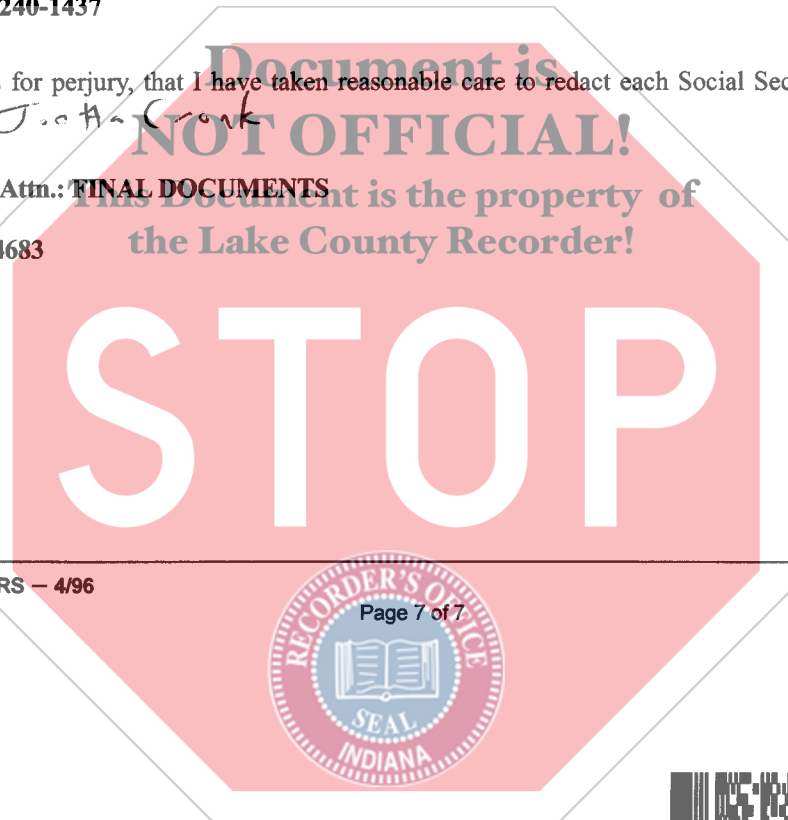 240-1437
Document is
for perjury, that I have taken reasonable care to redact each Social Sec
Cronk
NOT OFFICIAL!
Attn.: FINAL DOCUMENTS
This Document is the property of
4683
the Lake County Recorder!
STOP
RS — 4/96
Page 7 of 7
RECORDER'S OFFICE
SEAL
INDIANA